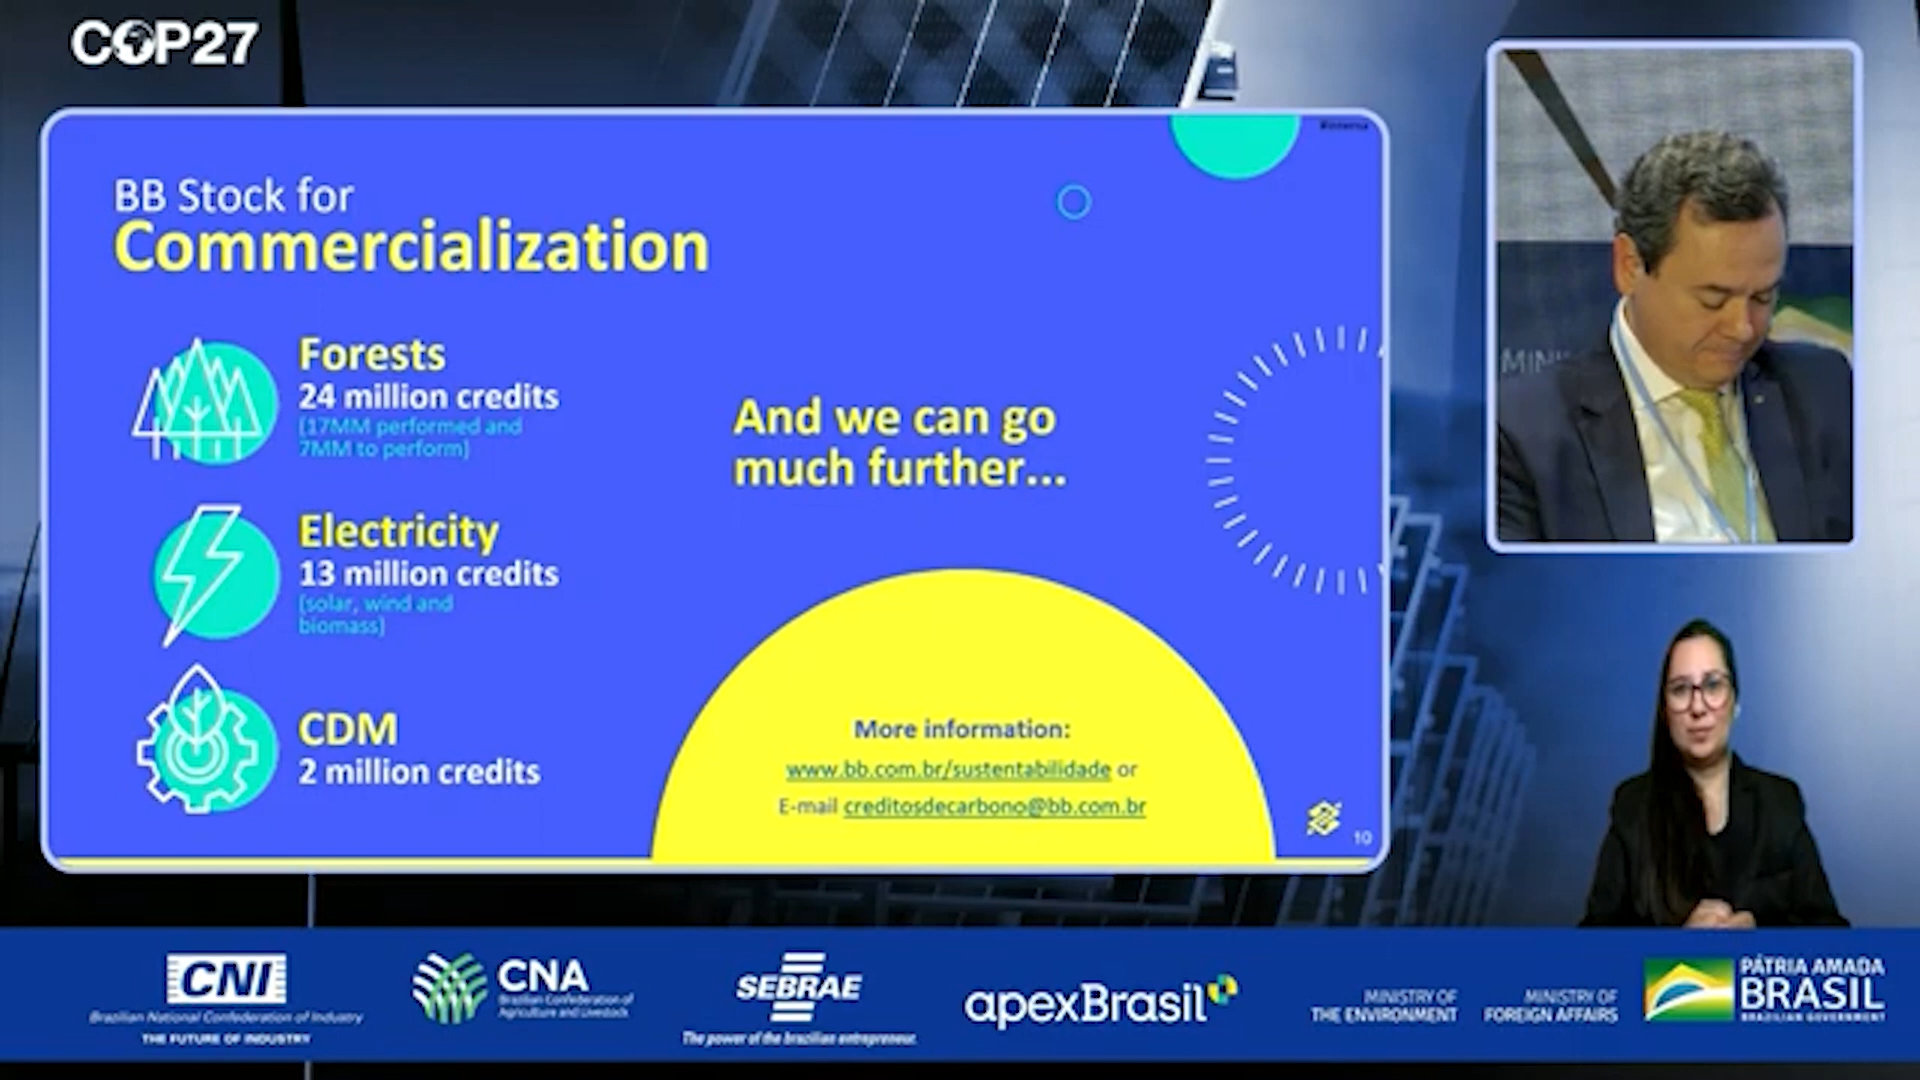 COP27
#interna
BB Stock for
Commercialization
Forests
24 million credits
(17MM performed and
7MM to perform)
Electricity
13 million credits
(solar, wind and
biomass)
CDM
2 million credits
And we can go
much further...
More information:
www.bb.com.br/sustentabilidade or
E-mail creditosdecarbono@bb.com.br
10
MINI
CNI
Brazilian National Confederation of Industry
THE FUTURE OF INDUSTRY
CNA
Brazilian Confederation of
Agriculture and Livestock
SEBRAE
The power of the brazilian entrepreneur.
apexBrasil
MINISTRY OF
THE ENVIRONMENT
MINISTRY OF
FOREIGN AFFAIRS
PÁTRIA AMADA
BRASIL
BRAZILIAN GOVERNMENT